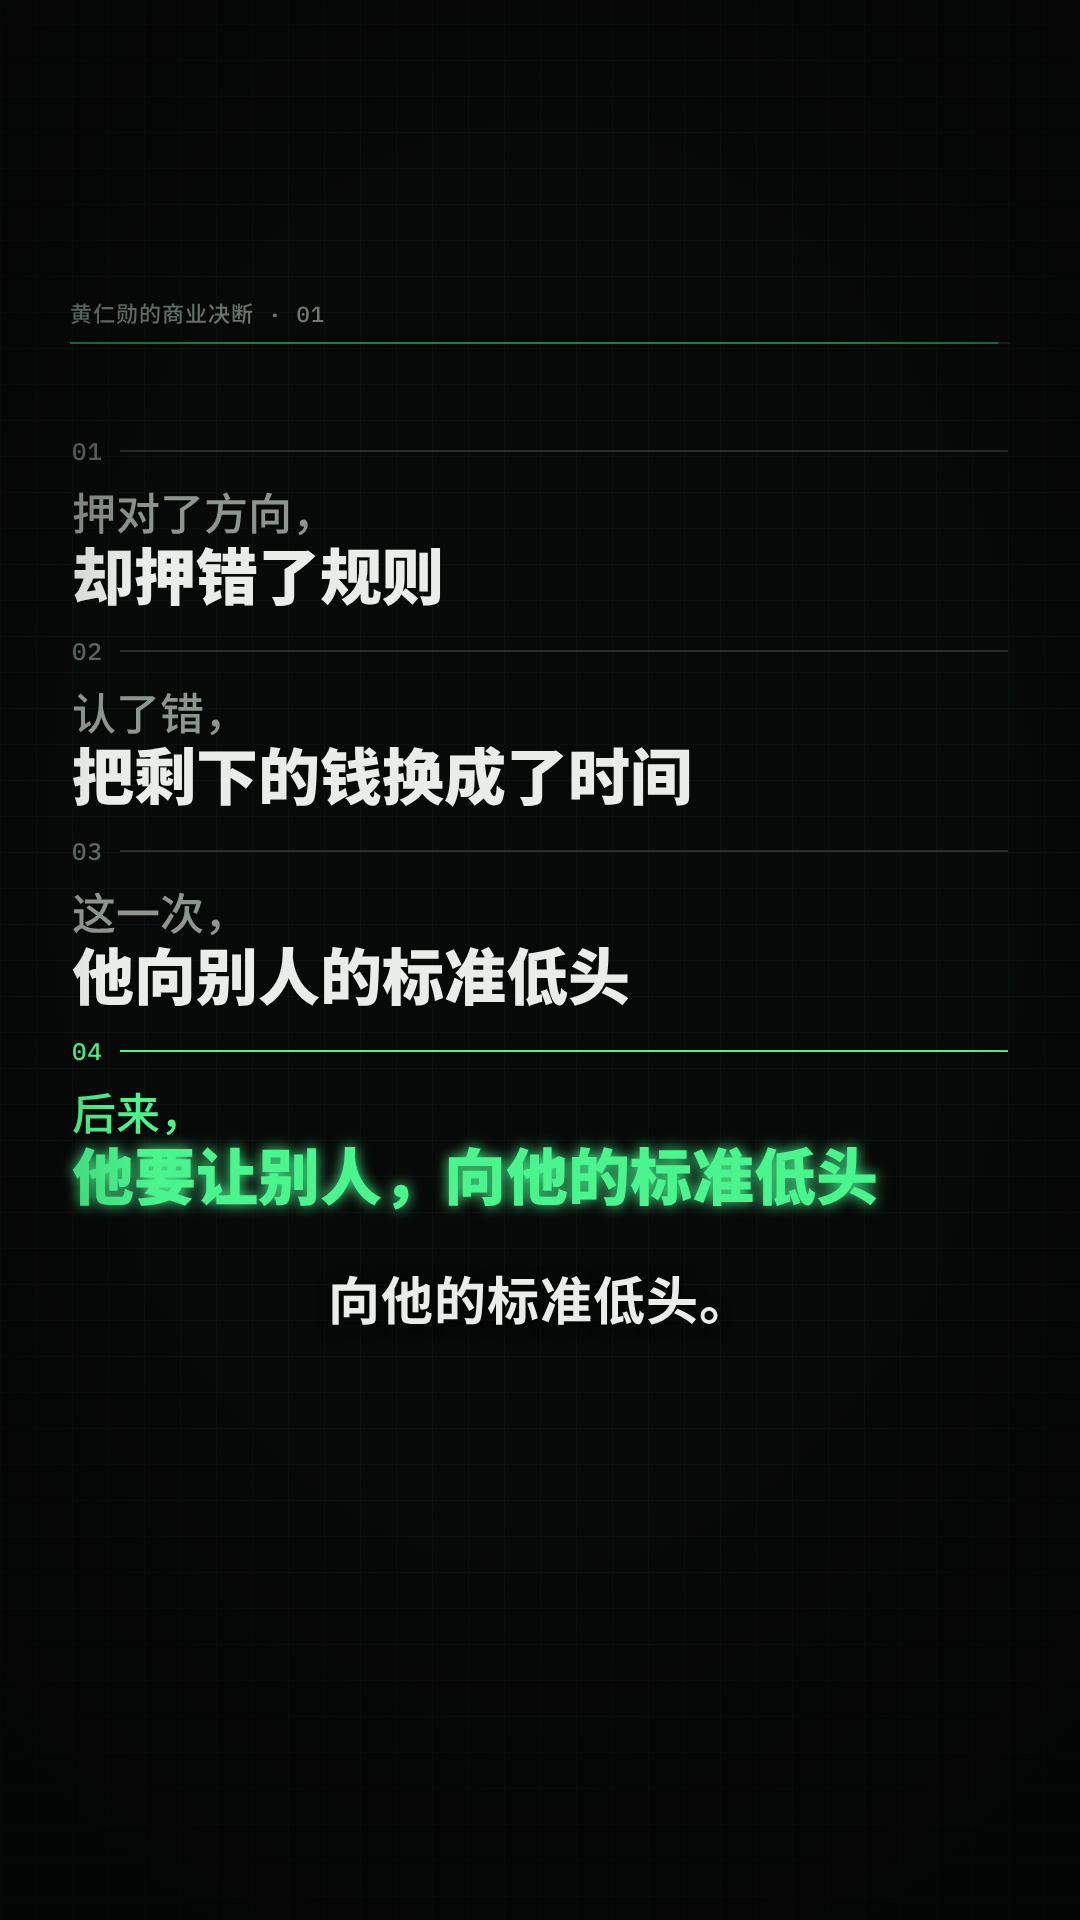 黄仁勋的商业决断 · 01
01
押对了方向，
却押错了规则
02
认了错，
把剩下的钱换成了时间
03
这一次，
他向别人的标准低头
04
后来，
他要让别人，向他的标准低头
向他的标准低头。